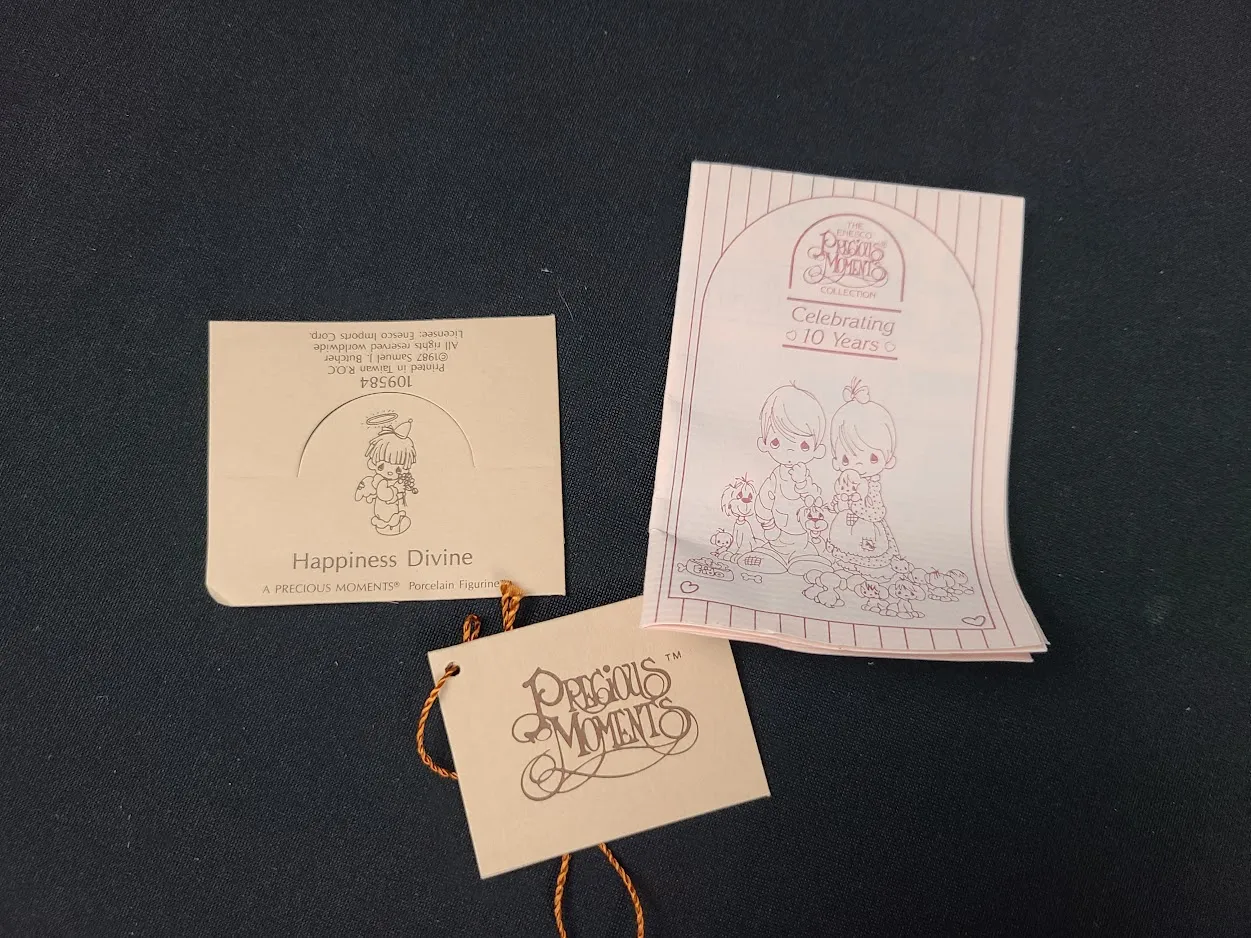 Licensee: Enesco Imports Corp.
All rights reserved worldwide
©1987 Samuel J. Butcher
Printed in Taiwan R.O.C
109584
Happiness Divine
A PRECIOUS MOMENTS® Porcelain Figurine™
PRECIOUS
MOMENTS™
THE
ENESCO
PRECIOUS®
MOMENTS
COLLECTION
Celebrating
10 Years